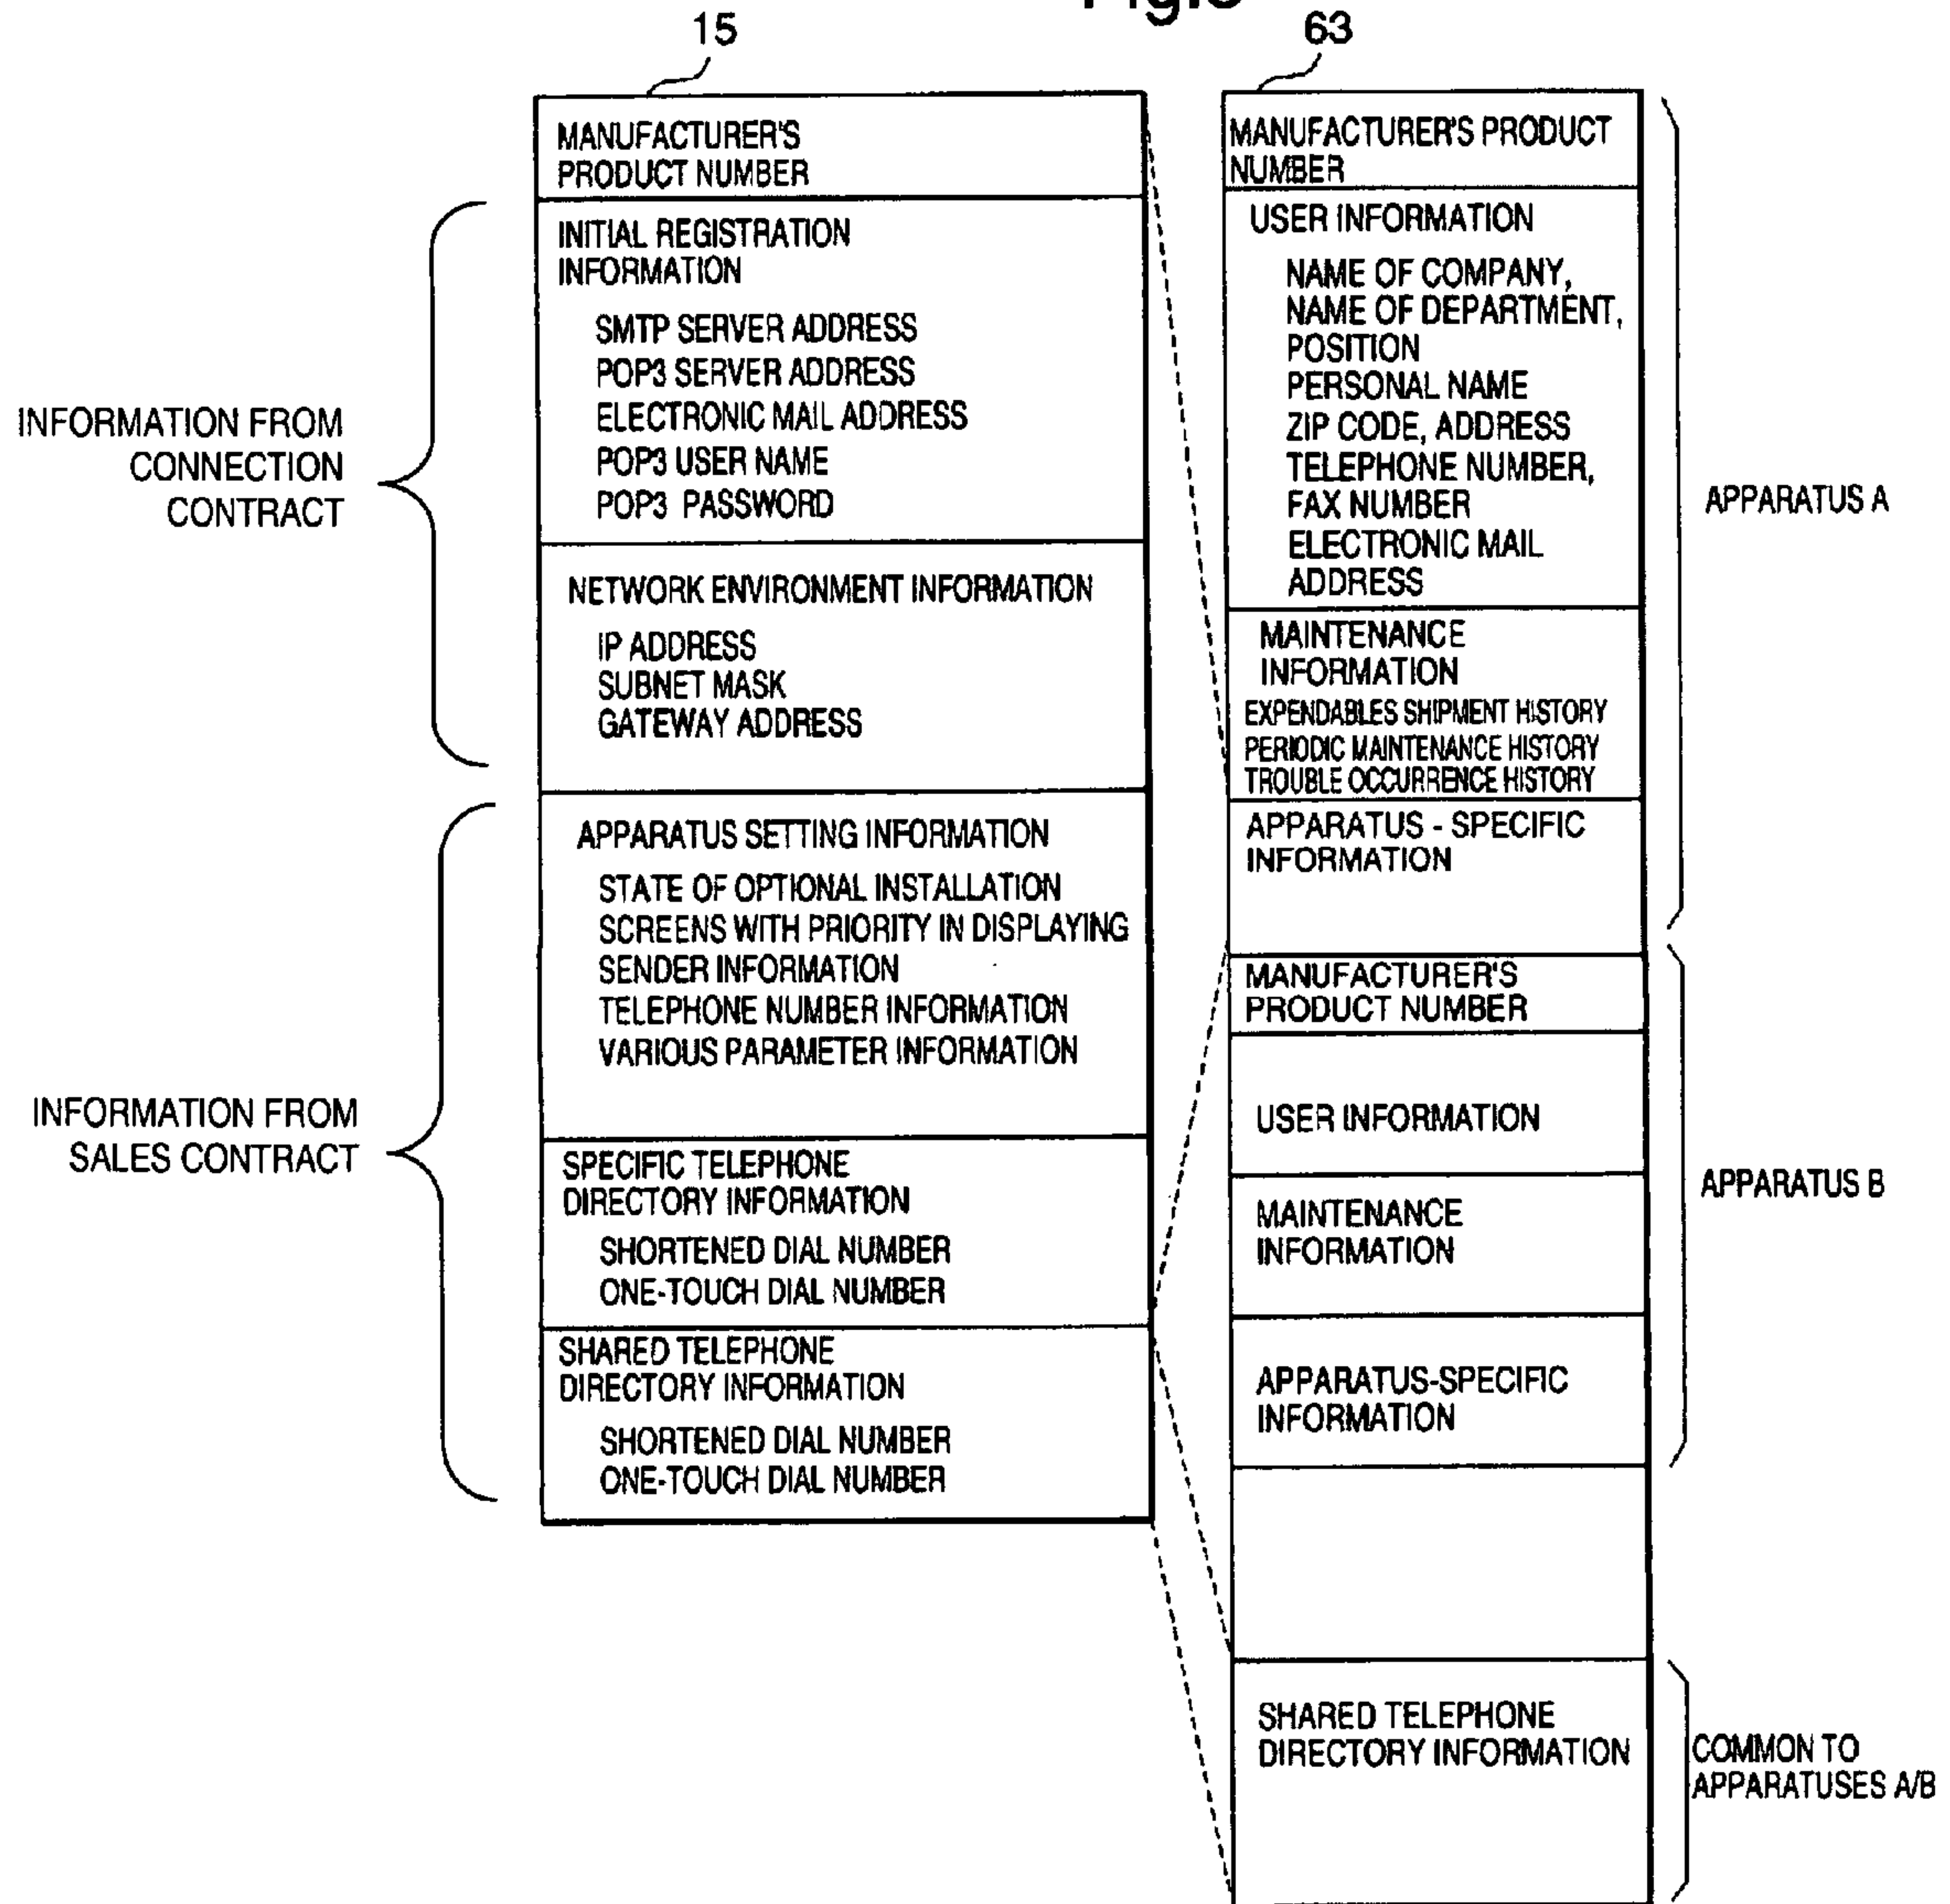 15
63
MANUFACTURER'S
PRODUCT NUMBER
INITIAL REGISTRATION
INFORMATION
SMTP SERVER ADDRESS
POP3 SERVER ADDRESS
ELECTRONIC MAIL ADDRESS
POP3 USER NAME
POP3 PASSWORD
NETWORK ENVIRONMENT INFORMATION
IP ADDRESS
SUBNET MASK
GATEWAY ADDRESS
INFORMATION FROM
CONNECTION
CONTRACT
APPARATUS SETTING INFORMATION
STATE OF OPTIONAL INSTALLATION
SCREENS WITH PRIORITY IN DISPLAYING
SENDER INFORMATION
TELEPHONE NUMBER INFORMATION
VARIOUS PARAMETER INFORMATION
SPECIFIC TELEPHONE
DIRECTORY INFORMATION
SHORTENED DIAL NUMBER
ONE-TOUCH DIAL NUMBER
SHARED TELEPHONE
DIRECTORY INFORMATION
SHORTENED DIAL NUMBER
ONE-TOUCH DIAL NUMBER
INFORMATION FROM
SALES CONTRACT
MANUFACTURER'S PRODUCT
NUMBER
USER INFORMATION
NAME OF COMPANY,
NAME OF DEPARTMENT,
POSITION
PERSONAL NAME
ZIP CODE, ADDRESS
TELEPHONE NUMBER,
FAX NUMBER
ELECTRONIC MAIL
ADDRESS
MAINTENANCE
INFORMATION
EXPENDABLES SHIPMENT HISTORY
PERIODIC MAINTENANCE HISTORY
TROUBLE OCCURRENCE HISTORY
APPARATUS - SPECIFIC
INFORMATION
APPARATUS A
MANUFACTURER'S
PRODUCT NUMBER
USER INFORMATION
MAINTENANCE
INFORMATION
APPARATUS-SPECIFIC
INFORMATION
APPARATUS B
SHARED TELEPHONE
DIRECTORY INFORMATION
COMMON TO
APPARATUSES A/B